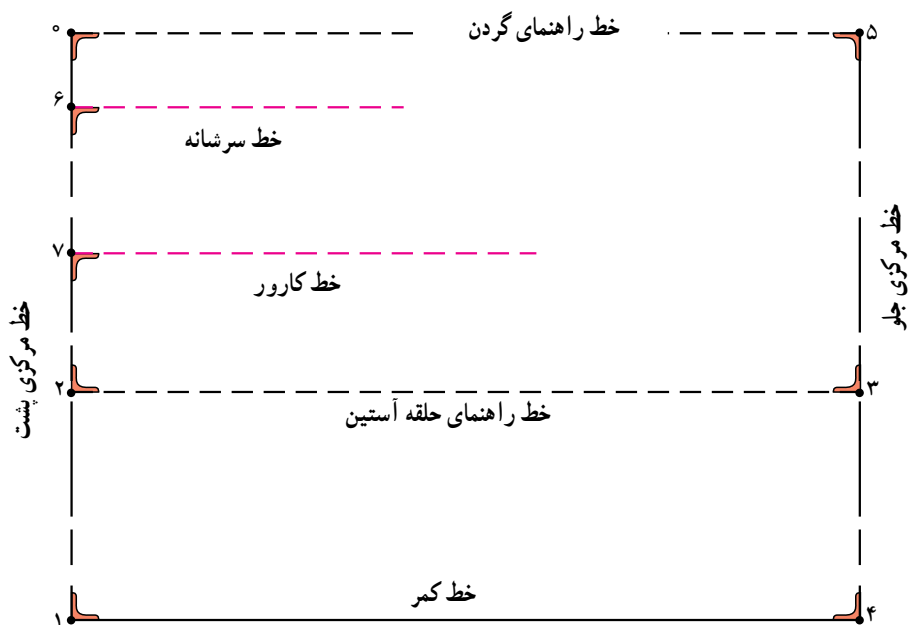 خط راهنمای گردن
۰
۵
۶
خط سرشانه
۷
خط کارور
خط مرکزی جلو
خط مرکزی پشت
۲
۳
خط راهنمای حلقه آستین
خط کمر
۱
۴